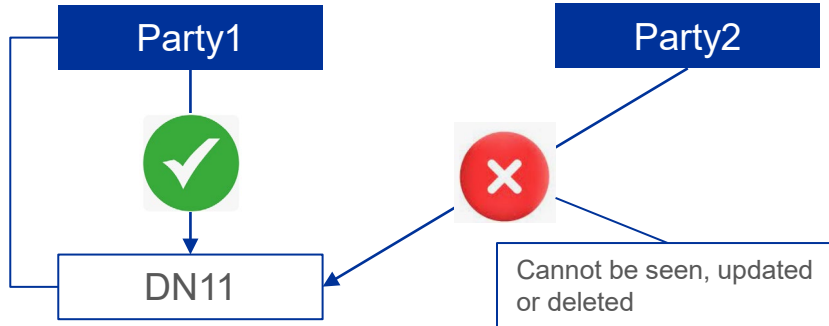 Party1
Party2
DN11
Cannot be seen, updated
or deleted